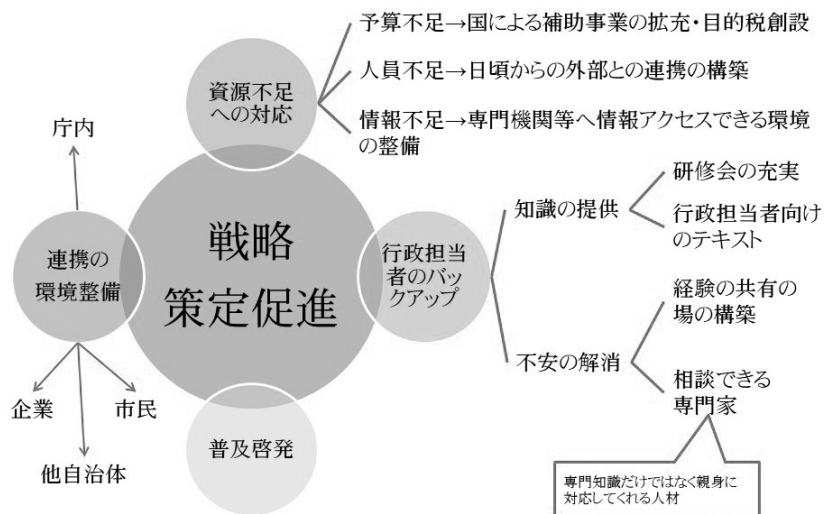 予算不足→国による補助事業の拡充・目的税創設
人員不足→日頃からの外部との連携の構築
情報不足→専門機関等へ情報アクセスできる環境
の整備
資源不足
への対応
庁内
連携の
環境整備
企業
市民
他自治体
戦略
策定促進
行政担当
者のバッ
クアップ
知識の提供
研修会の充実
行政担当者向け
のテキスト
不安の解消
経験の共有の
場の構築
相談できる
専門家
専門知識だけではなく親身に
対応してくれる人材
普及啓発